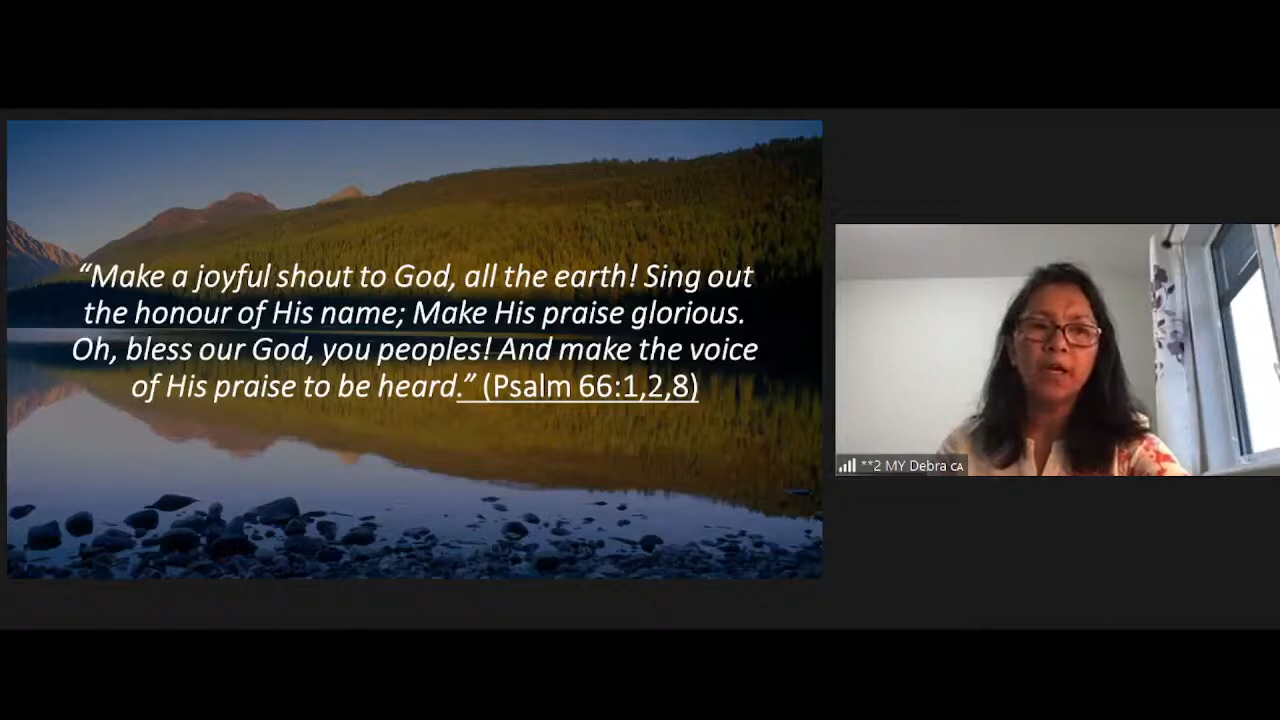 “Make a joyful shout to God, all the earth! Sing out
the honour of His name; Make His praise glorious.
Oh, bless our God, you peoples! And make the voice
of His praise to be heard.” (Psalm 66:1,2,8)
**2 MY Debra CA